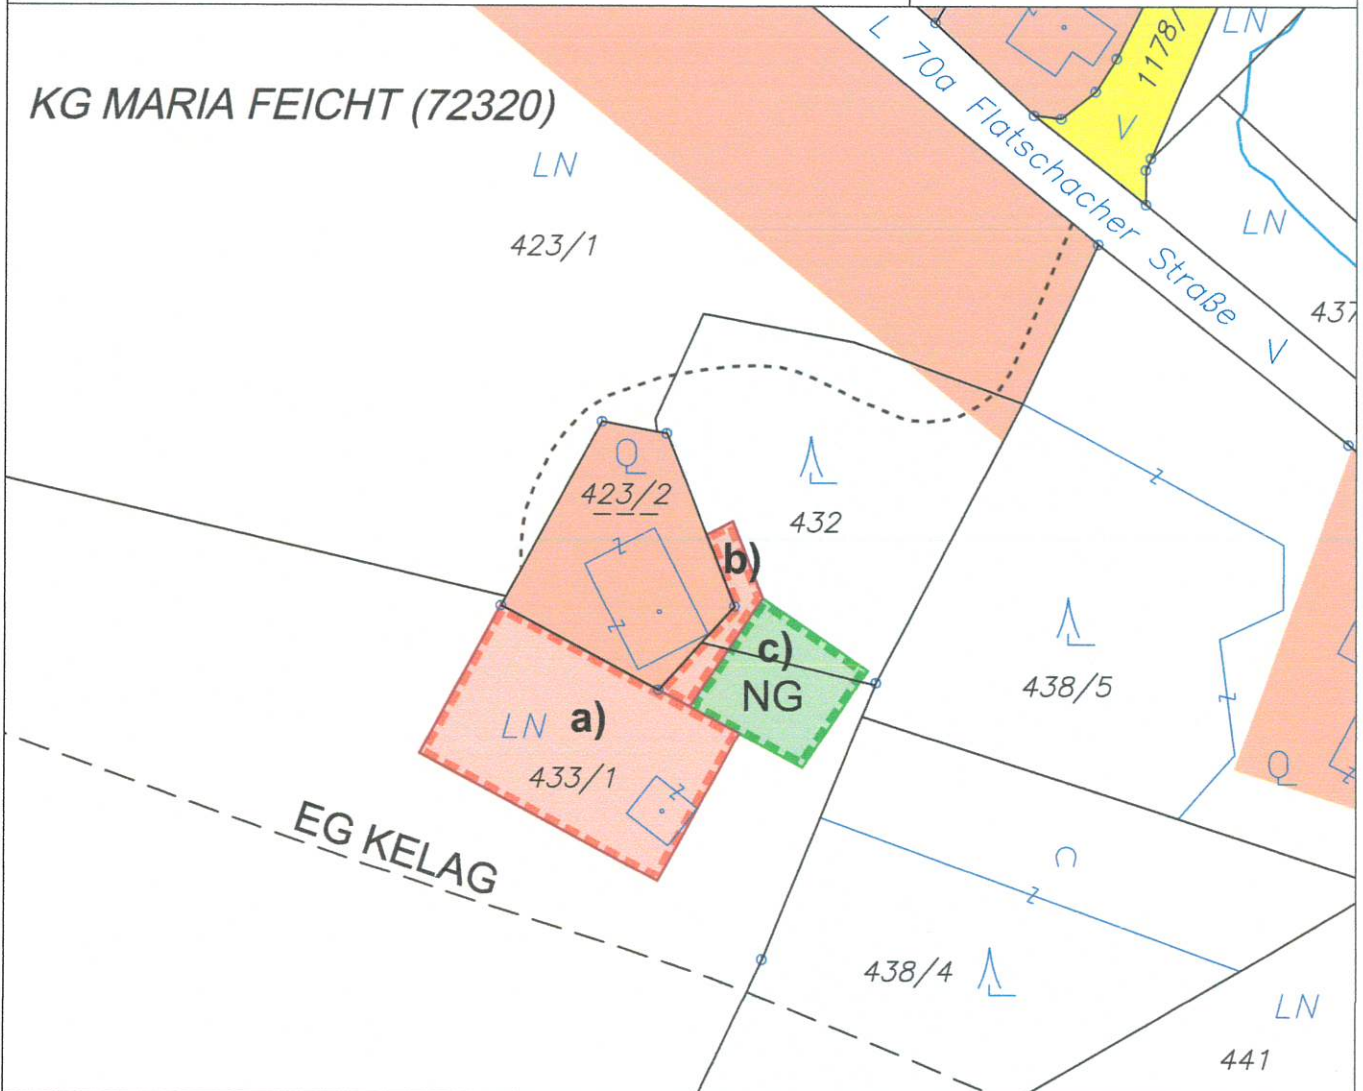 LN
1178/
L 70a Flatschacher Straße V
V
KG MARIA FEICHT (72320)
LN
LN
423/1
437
Q
423/2
432
b)
c)
NG
438/5
LN a)
433/1
Q
EG KELAG
438/4
LN
441